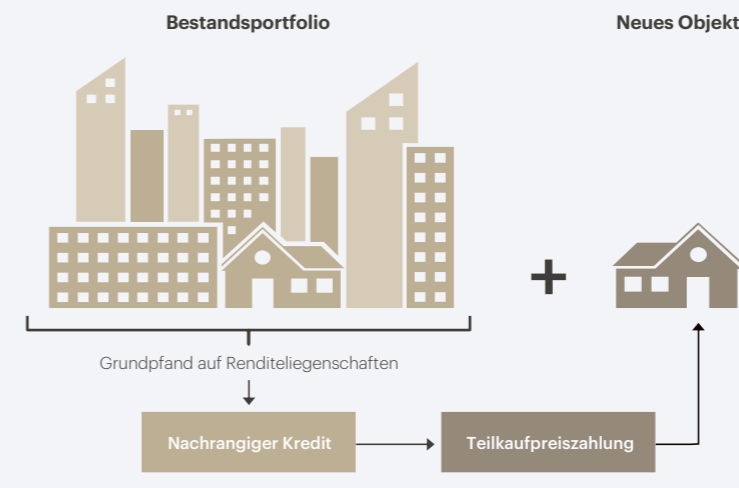 Bestandsportfolio
Neues Objekt
+
Grundpfand auf Renditeliegenschaften
Nachrangiger Kredit
Teilkaufpreiszahlung